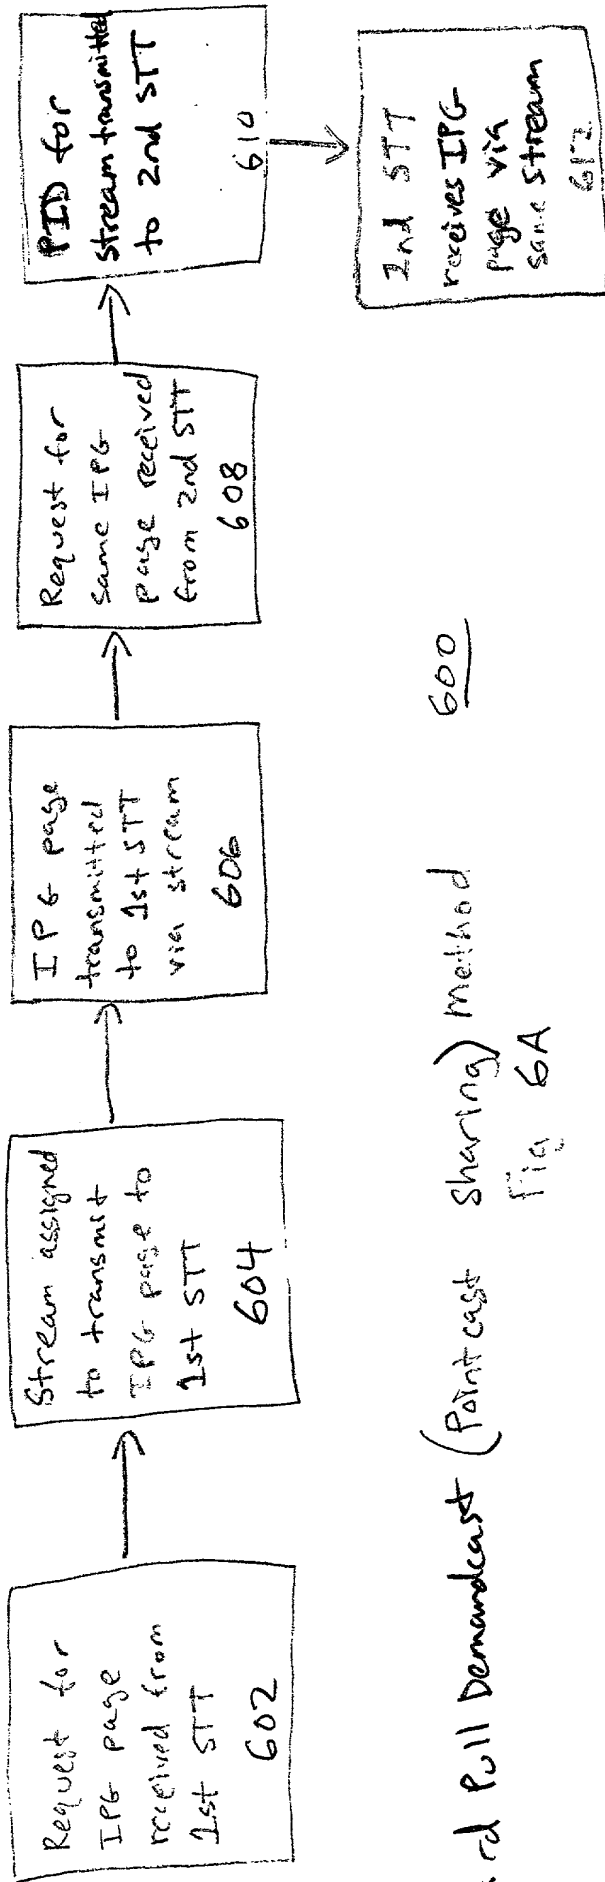 Request for
IPG page
received from
1st STT
602
Stream assigned
to transmit
IPG page to
1st STT
604
IPG page
transmitted
to 1st STT
via stream
606
Request for
same IPG
page received
from 2nd STT
608
PID for
stream transmitted
to 2nd STT
610
2nd STT
receives IPG
page via
same stream
612
600
rd Pull Demandcast (Pointcast sharing) method
Fig 6A